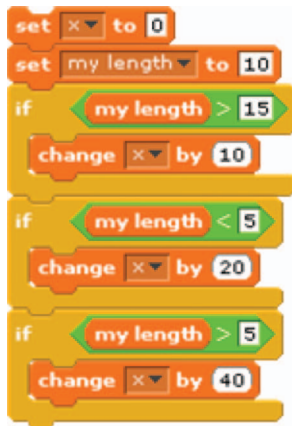 set x to 0
set my length to 10
if my length > 15
change x by 10
if my length < 5
change x by 20
if my length > 5
change x by 40